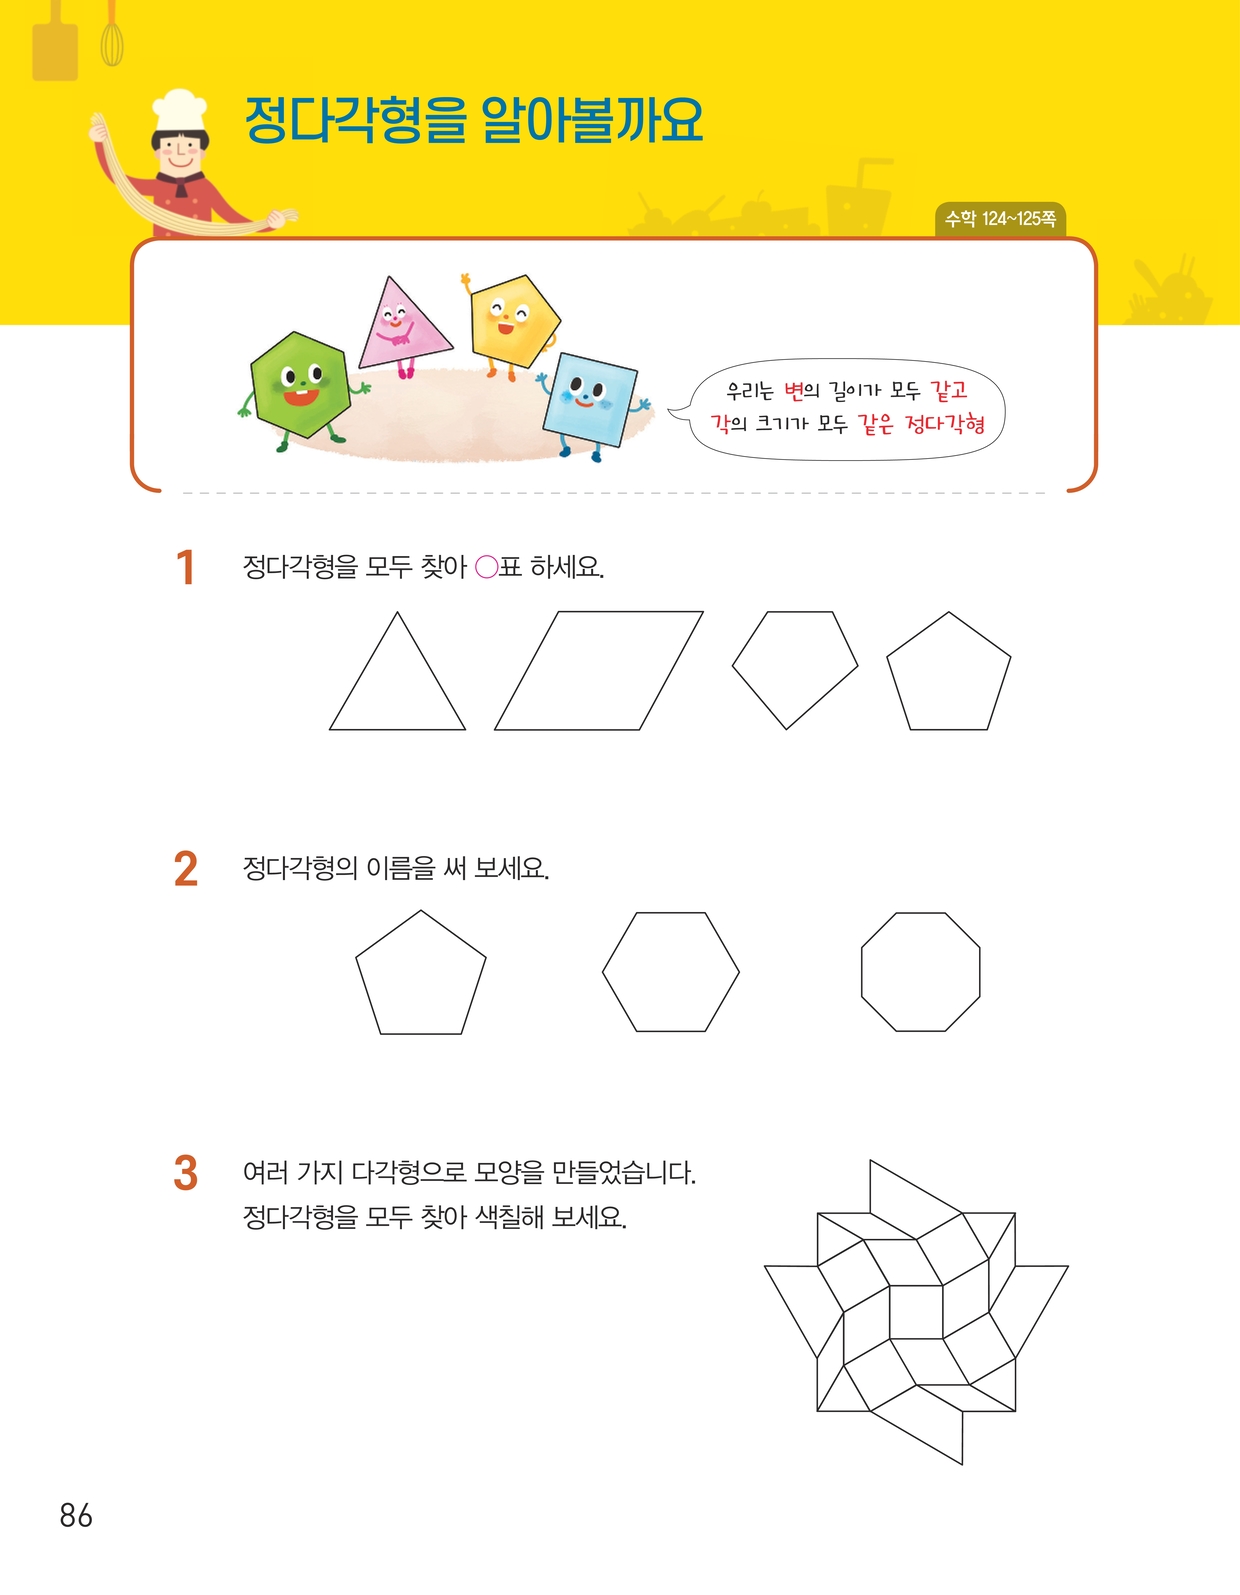 정다각형을 알아볼까요
수학 124~125쪽
우리는 변의 길이가 모두 같고
각의 크기가 모두 같은 정다각형
1 정다각형을 모두 찾아 ○표 하세요.
2 정다각형의 이름을 써 보세요.
3 여러 가지 다각형으로 모양을 만들었습니다.
정다각형을 모두 찾아 색칠해 보세요.
86